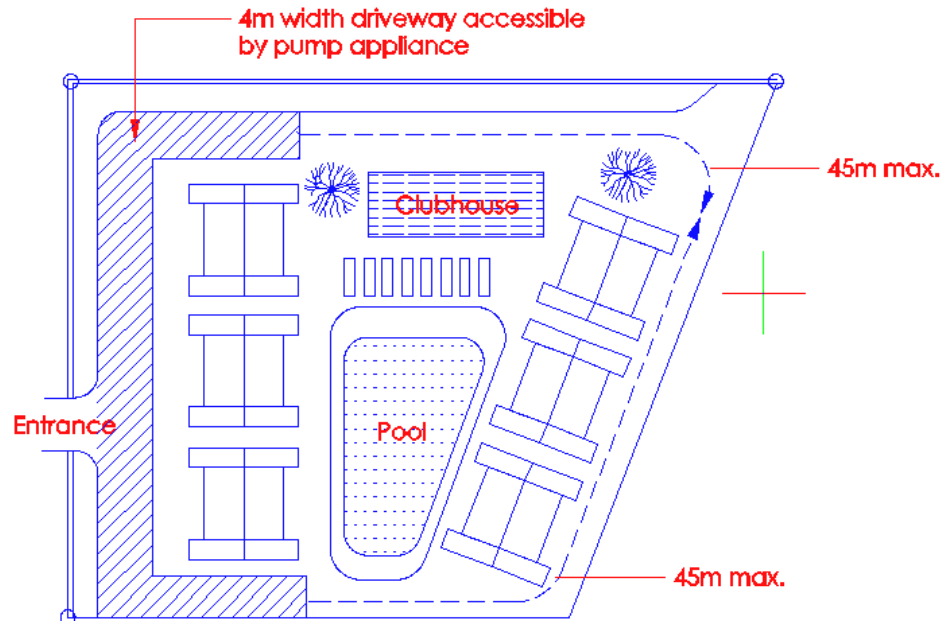 4m width driveway accessible
by pump appliance
45m max.
Clubhouse
Entrance
Pool
45m max.